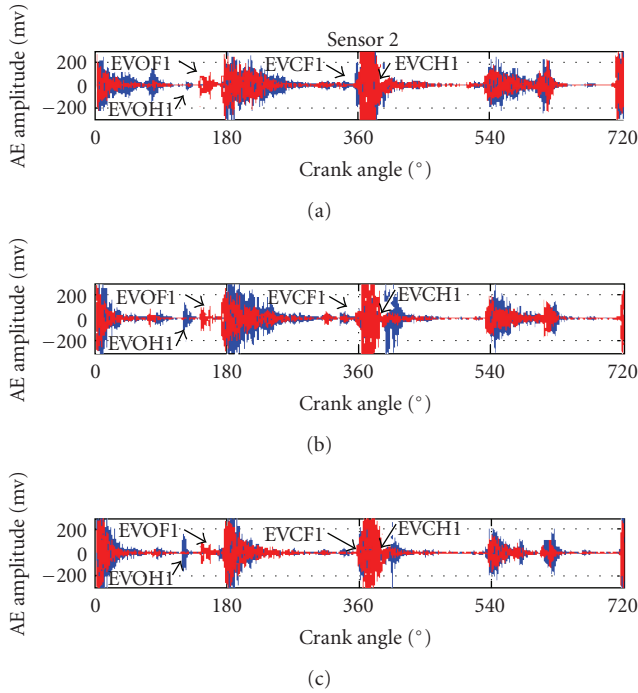 Sensor 2
AE amplitude (mv)
200
0
−200
EVOF1
EVOH1
EVCF1
EVCH1
0 180 360 540 720
Crank angle (°)
(a)
AE amplitude (mv)
200
0
−200
EVOF1
EVOH1
EVCF1
EVCH1
0 180 360 540 720
Crank angle (°)
(b)
AE amplitude (mv)
200
0
−200
EVOF1
EVOH1
EVCF1
EVCH1
0 180 360 540 720
Crank angle (°)
(c)